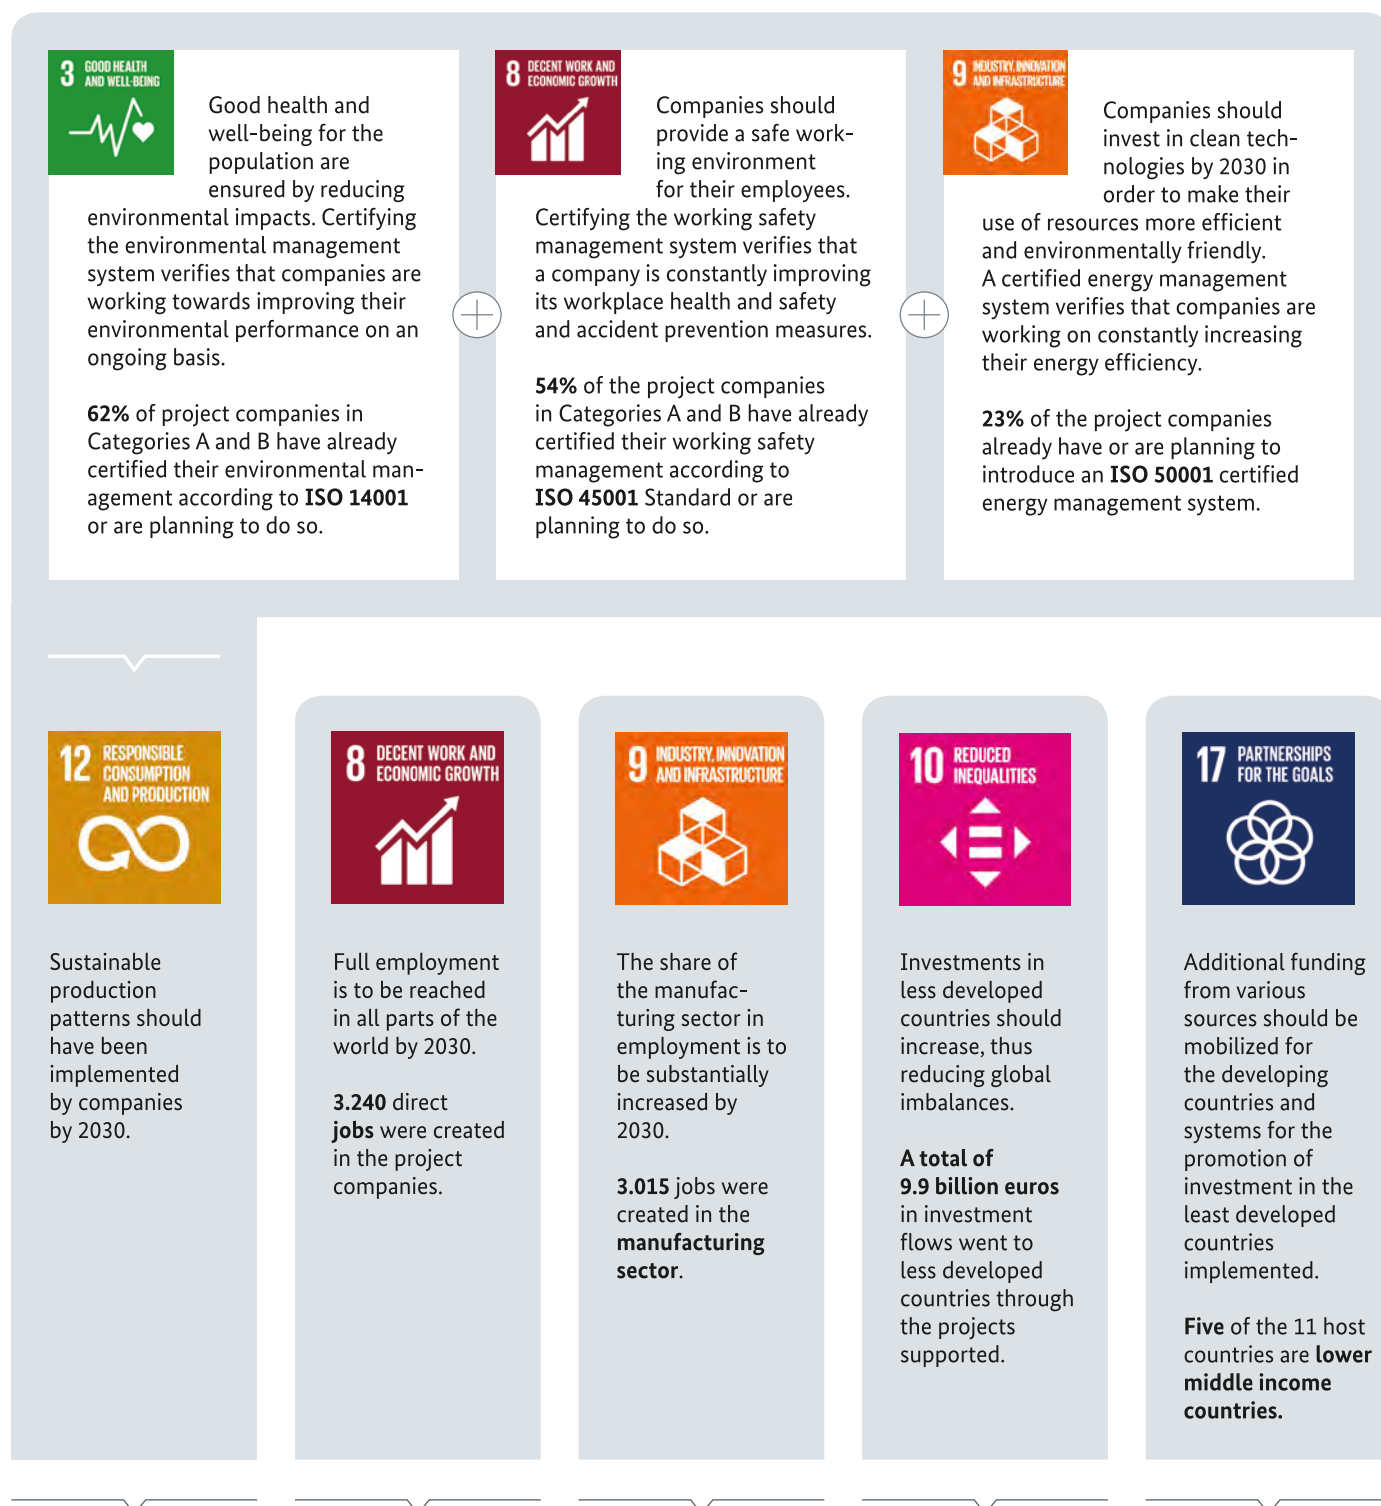 3 GOOD HEALTH
AND WELL-BEING
Good health and
well-being for the
population are
ensured by reducing
environmental impacts. Certifying
the environmental management
system verifies that companies are
working towards improving their
environmental performance on an
ongoing basis.
62% of project companies in
Categories A and B have already
certified their environmental man-
agement according to ISO 14001
or are planning to do so.
8 DECENT WORK AND
ECONOMIC GROWTH
Companies should
provide a safe work-
ing environment
for their employees.
Certifying the working safety
management system verifies that
a company is constantly improving
its workplace health and safety
and accident prevention measures.
54% of the project companies
in Categories A and B have already
certified their working safety
management according to
ISO 45001 Standard or are
planning to do so.
9 INDUSTRY, INNOVATION
AND INFRASTRUCTURE
Companies should
invest in clean tech-
nologies by 2030 in
order to make their
use of resources more efficient
and environmentally friendly.
A certified energy management
system verifies that companies are
working on constantly increasing
their energy efficiency.
23% of the project companies
already have or are planning to
introduce an ISO 50001 certified
energy management system.
12 RESPONSIBLE
CONSUMPTION
AND PRODUCTION
Sustainable
production
patterns should
have been
implemented
by companies
by 2030.
8 DECENT WORK AND
ECONOMIC GROWTH
Full employment
is to be reached
in all parts of the
world by 2030.
3.240 direct
jobs were created
in the project
companies.
9 INDUSTRY, INNOVATION
AND INFRASTRUCTURE
The share of
the manufac-
turing sector in
employment is to
be substantially
increased by
2030.
3.015 jobs were
created in the
manufacturing
sector.
10 REDUCED
INEQUALITIES
Investments in
less developed
countries should
increase, thus
reducing global
imbalances.
A total of
9.9 billion euros
in investment
flows went to
less developed
countries through
the projects
supported.
17 PARTNERSHIPS
FOR THE GOALS
Additional funding
from various
sources should be
mobilized for
the developing
countries and
systems for the
promotion of
investment in the
least developed
countries
implemented.
Five of the 11 host
countries are lower
middle income
countries.